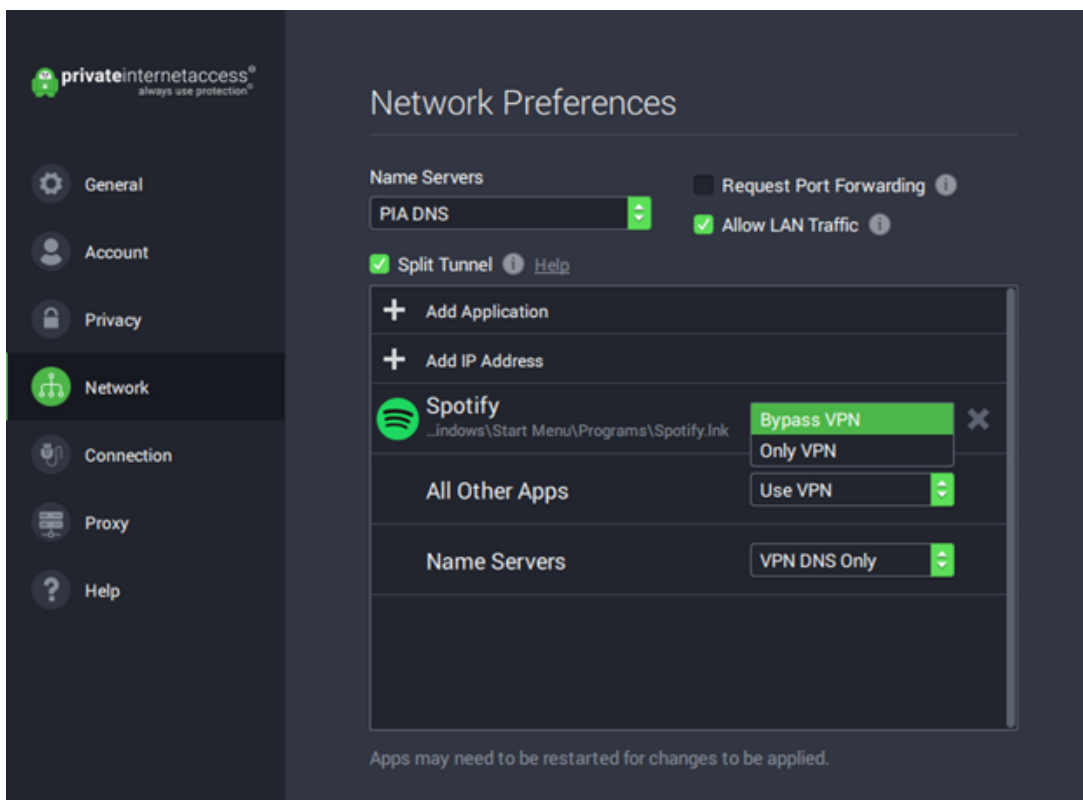 privateinternetaccess®
always use protection®
General
Account
Privacy
Network
Connection
Proxy
Help
Network Preferences
Name Servers
PIA DNS
Request Port Forwarding
Allow LAN Traffic
Split Tunnel Help
Add Application
Add IP Address
Spotify
...indows\Start Menu\Programs\Spotify.lnk
Bypass VPN
Only VPN
All Other Apps
Use VPN
Name Servers
VPN DNS Only
Apps may need to be restarted for changes to be applied.